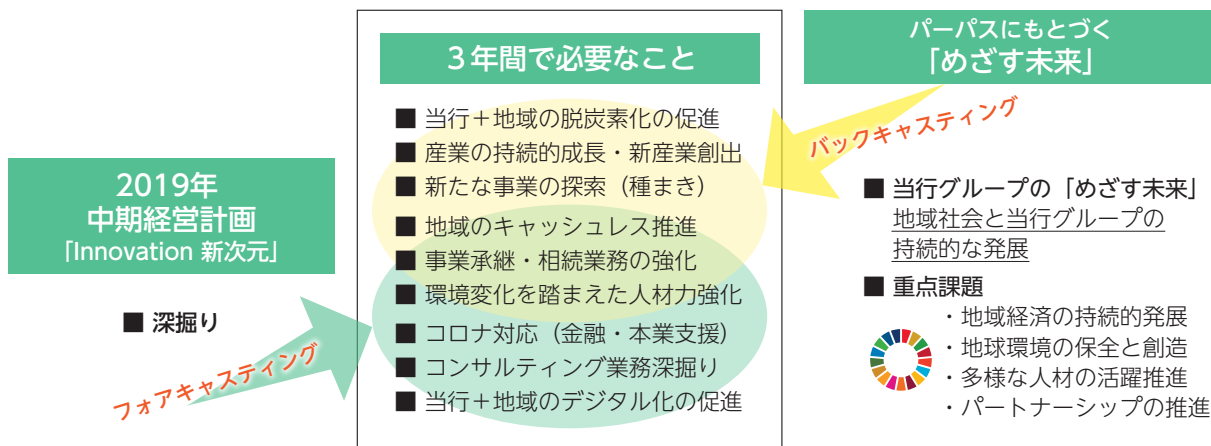 2019年
中期経営計画
「Innovation 新次元」
■ 深掘り
フォアキャスティング
3年間で必要なこと
■ 当行＋地域の脱炭素化の促進
■ 産業の持続的成長・新産業創出
■ 新たな事業の探索（種まき）
■ 地域のキャッシュレス推進
■ 事業承継・相続業務の強化
■ 環境変化を踏まえた人材力強化
■ コロナ対応（金融・本業支援）
■ コンサルティング業務深掘り
■ 当行＋地域のデジタル化の促進
パーパスにもとづく
「めざす未来」
バックキャスティング
■ 当行グループの「めざす未来」
地域社会と当行グループの
持続的な発展
■ 重点課題
・地域経済の持続的発展
・地球環境の保全と創造
・多様な人材の活躍推進
・パートナーシップの推進